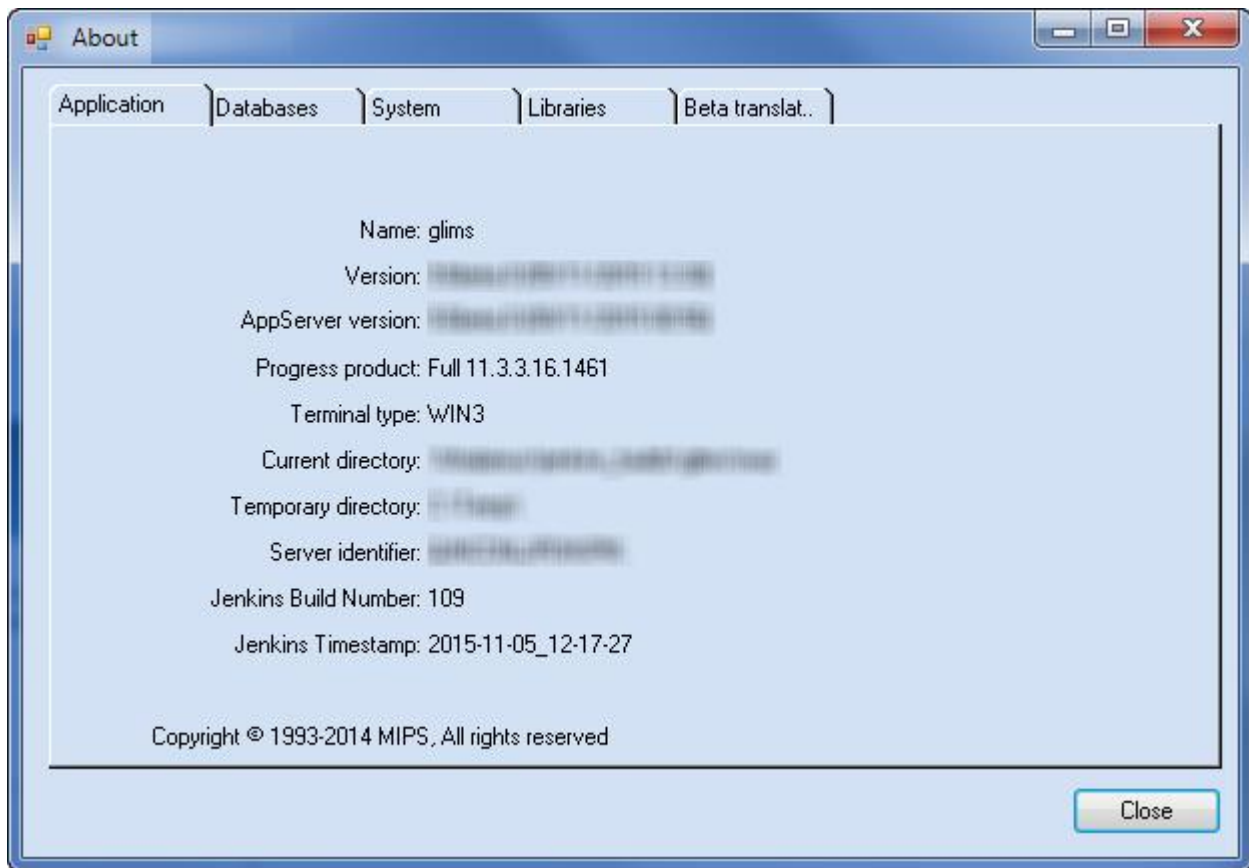 About
Application Databases System Libraries Beta translat..
Name: glims
Version:
AppServer version:
Progress product: Full 11.3.3.16.1461
Terminal type: WIN3
Current directory:
Temporary directory:
Server identifier:
Jenkins Build Number: 109
Jenkins Timestamp: 2015-11-05_12-17-27
Copyright © 1993-2014 MIPS, All rights reserved
Close